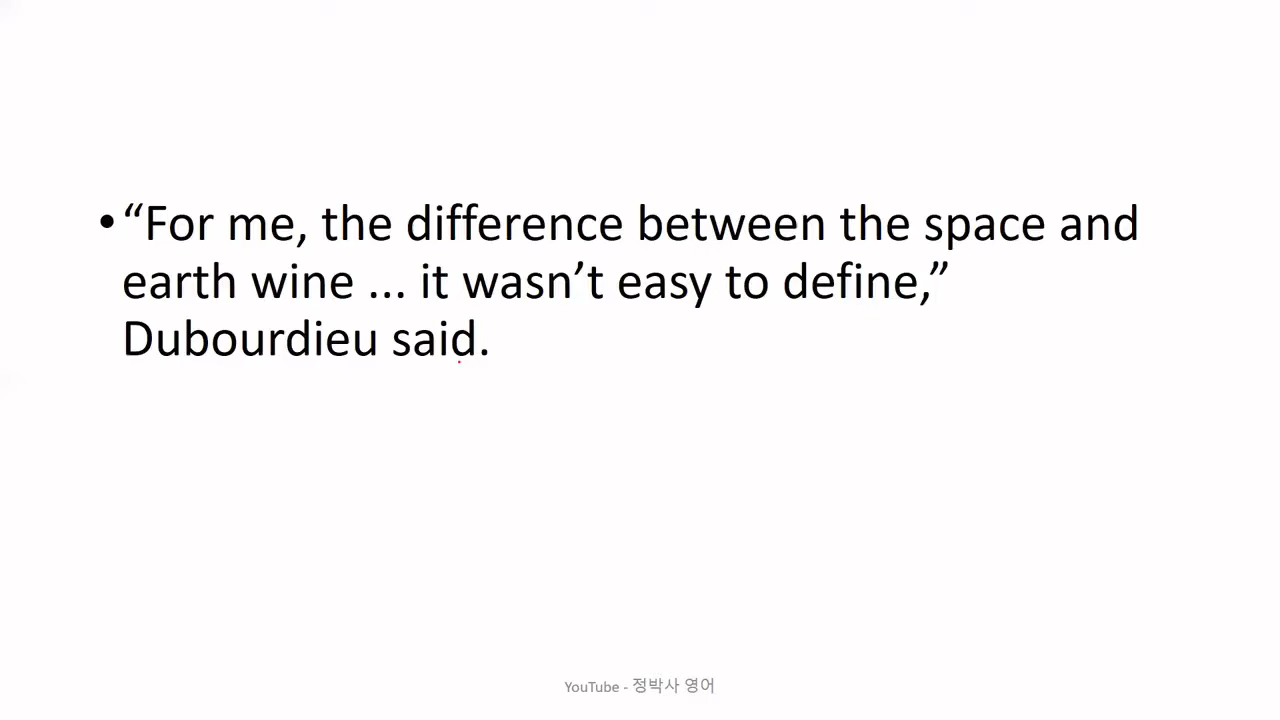 •“For me, the difference between the space and
earth wine ... it wasn’t easy to define,”
Dubourdieu said.
YouTube - 정박사 영어